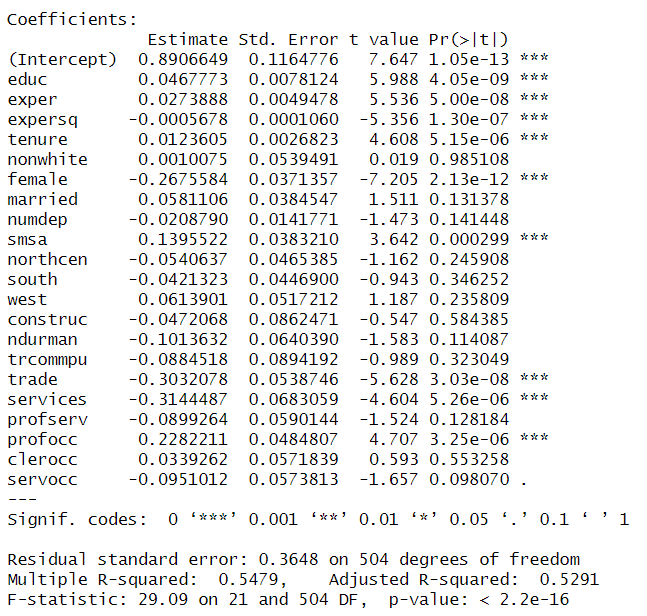 Coefficients:
Estimate Std. Error t value Pr(>|t|)
(Intercept) 0.8906649 0.1164776 7.647 1.05e-13 ***
educ 0.0467773 0.0078124 5.988 4.05e-09 ***
exper 0.0273888 0.0049478 5.536 5.00e-08 ***
expersq -0.0005678 0.0001060 -5.356 1.30e-07 ***
tenure 0.0123605 0.0026823 4.608 5.15e-06 ***
nonwhite 0.0010075 0.0539491 0.019 0.985108
female -0.2675584 0.0371357 -7.205 2.13e-12 ***
married 0.0581106 0.0384547 1.511 0.131378
numdep -0.0208790 0.0141771 -1.473 0.141448
smsa 0.1395522 0.0383210 3.642 0.000299 ***
northcen -0.0540637 0.0465385 -1.162 0.245908
south -0.0421323 0.0446900 -0.943 0.346252
west 0.0613901 0.0517212 1.187 0.235809
construc -0.0472068 0.0862471 -0.547 0.584385
ndurman -0.1013632 0.0640390 -1.583 0.114087
trcommpu -0.0884518 0.0894192 -0.989 0.323049
trade -0.3032078 0.0538746 -5.628 3.03e-08 ***
services -0.3144487 0.0683059 -4.604 5.26e-06 ***
profserv -0.0899264 0.0590144 -1.524 0.128184
profocc 0.2282211 0.0484807 4.707 3.25e-06 ***
clerocc 0.0339262 0.0571839 0.593 0.553258
servocc -0.0951012 0.0573813 -1.657 0.098070 .
---
Signif. codes: 0 ‘***’ 0.001 ‘**’ 0.01 ‘*’ 0.05 ‘.’ 0.1 ‘ ’ 1
Residual standard error: 0.3648 on 504 degrees of freedom
Multiple R-squared: 0.5479, Adjusted R-squared: 0.5291
F-statistic: 29.09 on 21 and 504 DF, p-value: < 2.2e-16